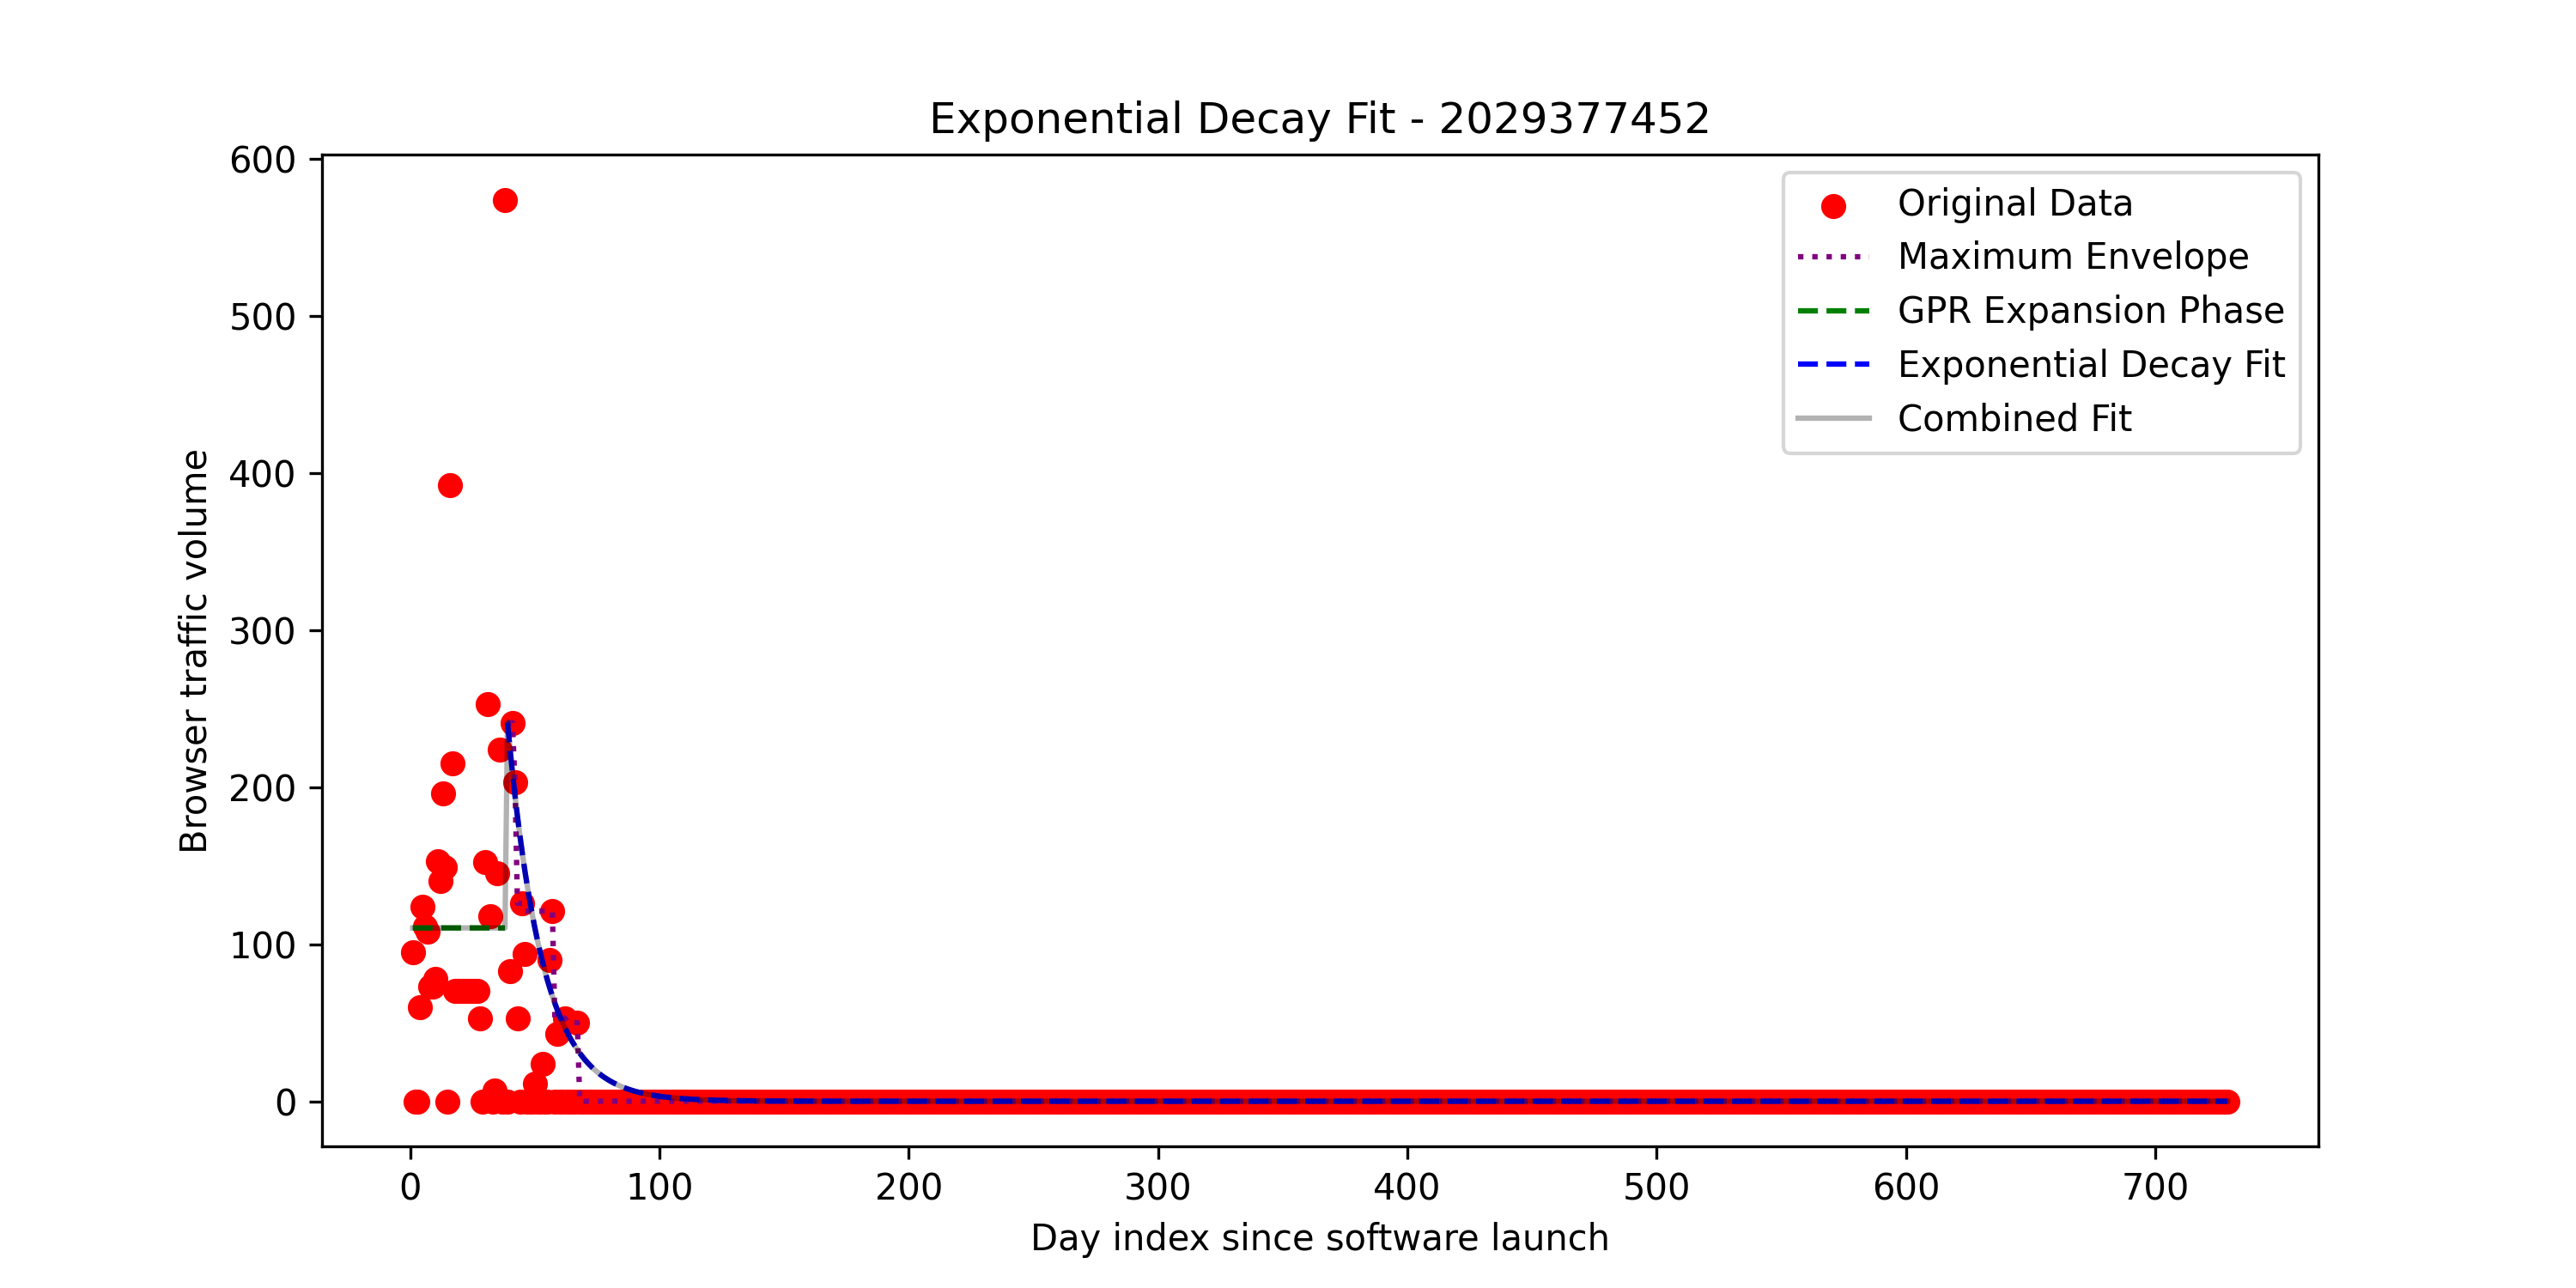 Exponential Decay Fit - 2029377452
Browser traffic volume
600
500
400
300
200
100
0
Original Data
Maximum Envelope
GPR Expansion Phase
Exponential Decay Fit
Combined Fit
0 100 200 300 400 500 600 700
Day index since software launch